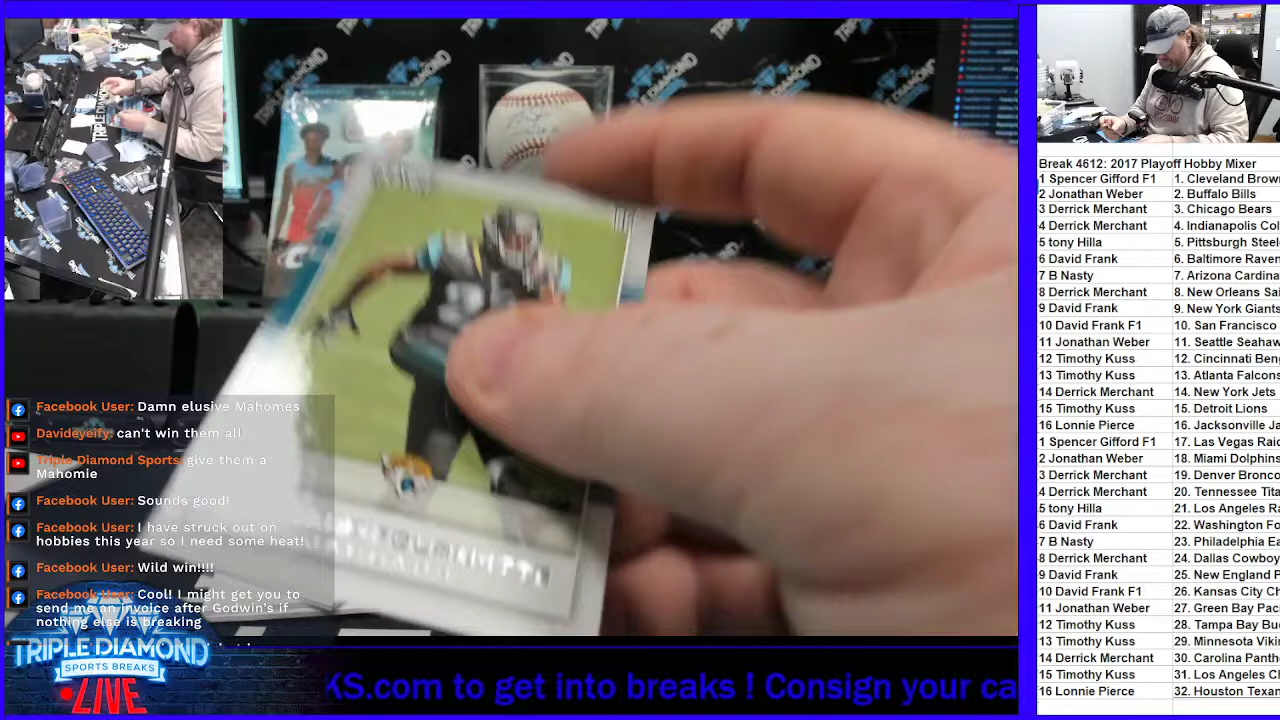 Facebook User: Damn elusive Mahomes
Davideyeify: can't win them all
Triple Diamond Sports: give them a
Mahomie
Facebook User: Sounds good!
Facebook User: I have struck out on
hobbies this year so I need some heat!
Facebook User: Wild win!!!!
Facebook User: Cool! I might get you to
send me an invoice after Godwin's if
nothing else is breaking
TRIPLE DIAMOND
SPORTS BREAKS
LIVE
KS.com to get into break ! Consign
Break 4612: 2017 Playoff Hobby Mixer
1 Spencer Gifford F1 1. Cleveland Brown
2 Jonathan Weber 2. Buffalo Bills
3 Derrick Merchant 3. Chicago Bears
4 Derrick Merchant 4. Indianapolis Col
5 tony Hilla 5. Pittsburgh Steel
6 David Frank 6. Baltimore Raven
7 B Nasty 7. Arizona Cardina
8 Derrick Merchant 8. New Orleans Sai
9 David Frank 9. New York Giants
10 David Frank F1 10. San Francisco
11 Jonathan Weber 11. Seattle Seahaw
12 Timothy Kuss 12. Cincinnati Beng
13 Timothy Kuss 13. Atlanta Falcons
14 Derrick Merchant 14. New York Jets
15 Timothy Kuss 15. Detroit Lions
16 Lonnie Pierce 16. Jacksonville Ja
1 Spencer Gifford F1 17. Las Vegas Raid
2 Jonathan Weber 18. Miami Dolphins
3 Derrick Merchant 19. Denver Bronco
4 Derrick Merchant 20. Tennessee Tita
5 tony Hilla 21. Los Angeles Ra
6 David Frank 22. Washington Fo
7 B Nasty 23. Philadelphia Ea
8 Derrick Merchant 24. Dallas Cowboy
9 David Frank 25. New England P
10 David Frank F1 26. Kansas City Ch
11 Jonathan Weber 27. Green Bay Pac
12 Timothy Kuss 28. Tampa Bay Buc
13 Timothy Kuss 29. Minnesota Viki
14 Derrick Merchant 30. Carolina Panth
15 Timothy Kuss 31. Los Angeles
16 Lonnie Pierce 32. Houston Texa